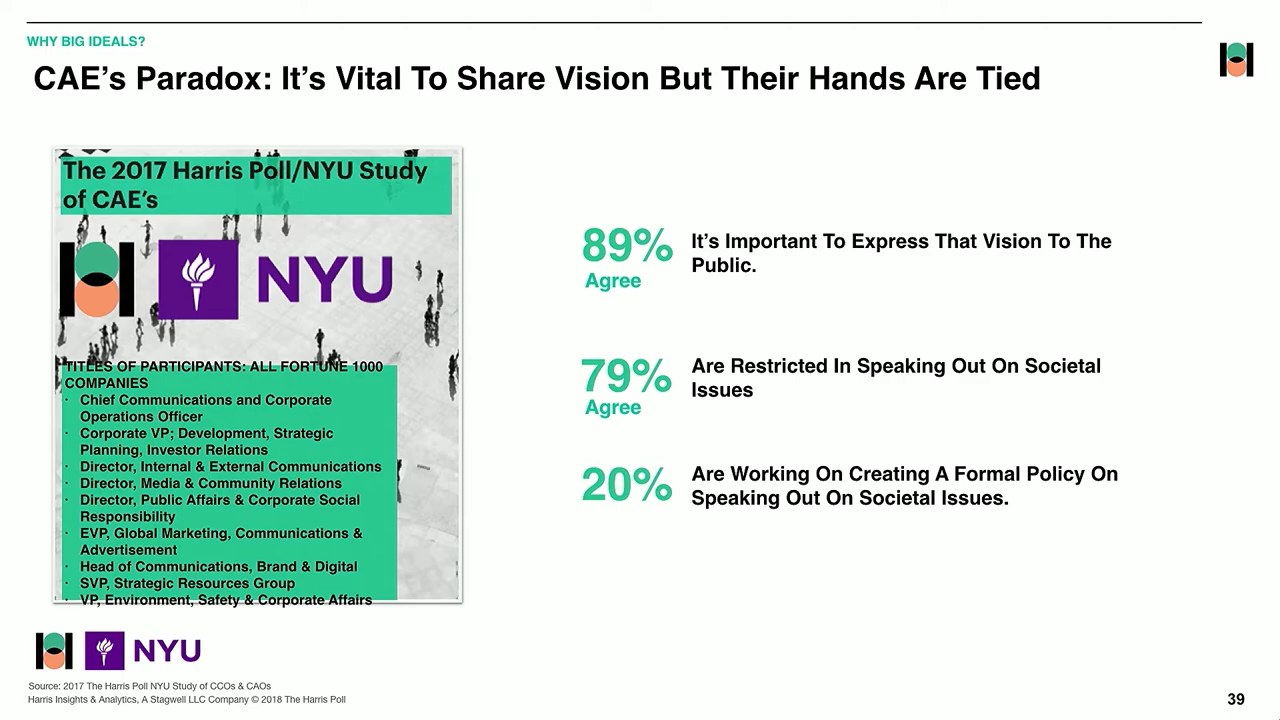 WHY BIG IDEALS?
CAE’s Paradox: It’s Vital To Share Vision But Their Hands Are Tied
The 2017 Harris Poll/NYU Study
of CAE’s
NYU
TITLES OF PARTICIPANTS: ALL FORTUNE 1000
COMPANIES
· Chief Communications and Corporate
Operations Officer
· Corporate VP; Development, Strategic
Planning, Investor Relations
· Director, Internal & External Communications
· Director, Media & Community Relations
· Director, Public Affairs & Corporate Social
Responsibility
· EVP, Global Marketing, Communications &
Advertisement
· Head of Communications, Brand & Digital
· SVP, Strategic Resources Group
· VP, Environment, Safety & Corporate Affairs
89%
Agree
It’s Important To Express That Vision To The
Public.
79%
Agree
Are Restricted In Speaking Out On Societal
Issues
20%
Are Working On Creating A Formal Policy On
Speaking Out On Societal Issues.
NYU
Source: 2017 The Harris Poll NYU Study of CCOs & CAOs
Harris Insights & Analytics, A Stagwell LLC Company © 2018 The Harris Poll
39